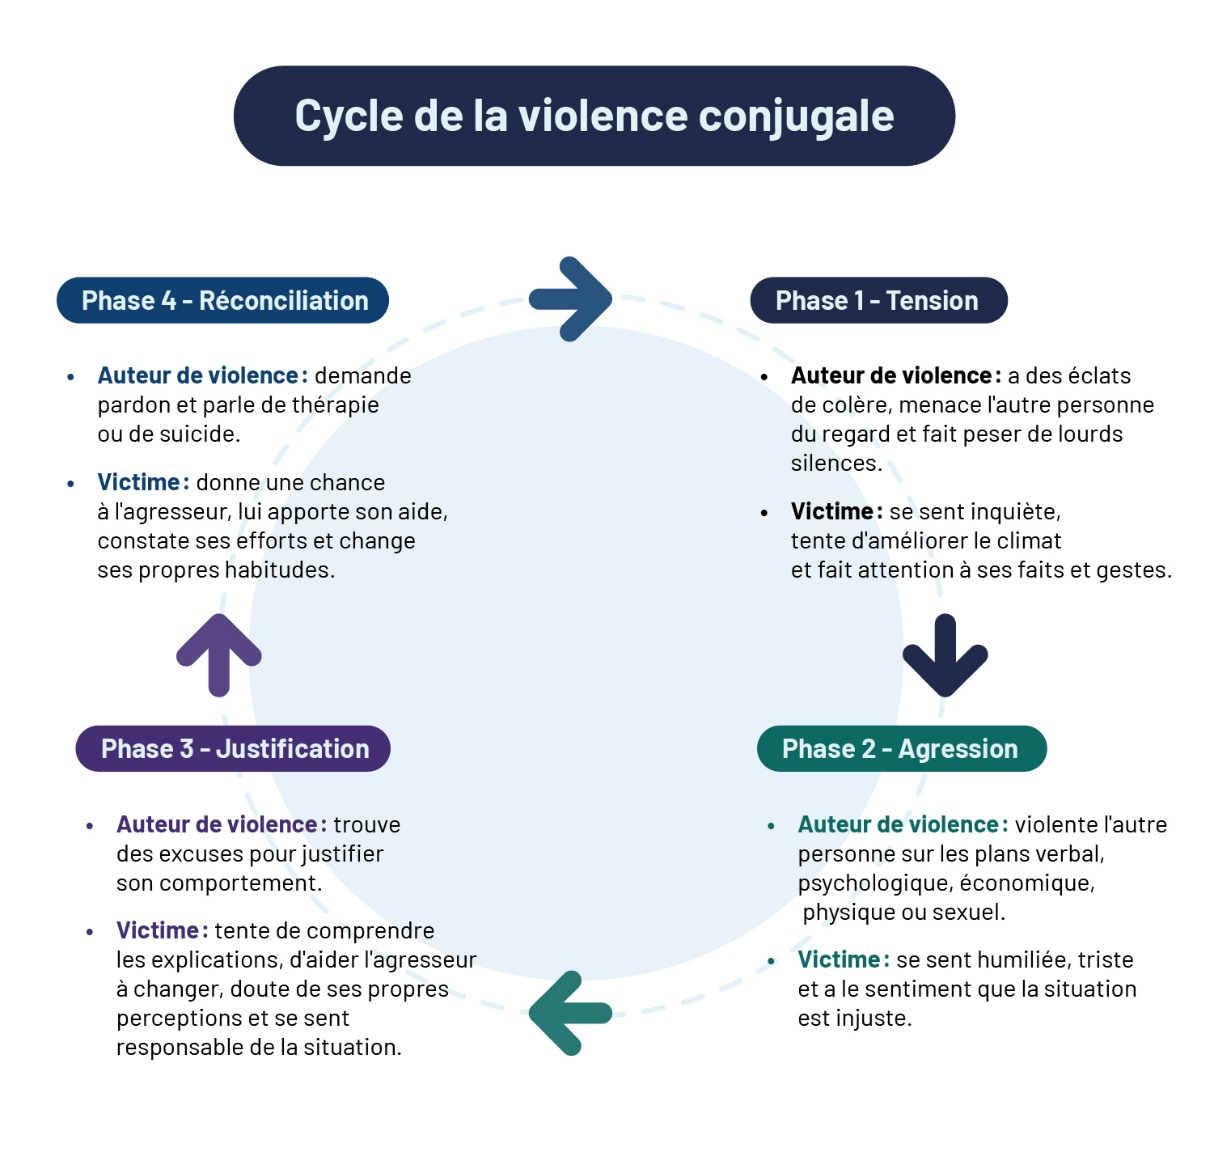 Cycle de la violence conjugale
Phase 4 - Réconciliation
• Auteur de violence : demande
pardon et parle de thérapie
ou de suicide.
• Victime : donne une chance
à l'agresseur, lui apporte son aide,
constate ses efforts et change
ses propres habitudes.
Phase 1 - Tension
• Auteur de violence : a des éclats
de colère, menace l'autre personne
du regard et fait peser de lourds
silences.
• Victime : se sent inquiète,
tente d'améliorer le climat
et fait attention à ses faits et gestes.
Phase 3 - Justification
• Auteur de violence : trouve
des excuses pour justifier
son comportement.
• Victime : tente de comprendre
les explications, d'aider l'agresseur
à changer, doute de ses propres
perceptions et se sent
responsable de la situation.
Phase 2 - Agression
• Auteur de violence : violente l'autre
personne sur les plans verbal,
psychologique, économique,
physique ou sexuel.
• Victime : se sent humiliée, triste
et a le sentiment que la situation
est injuste.